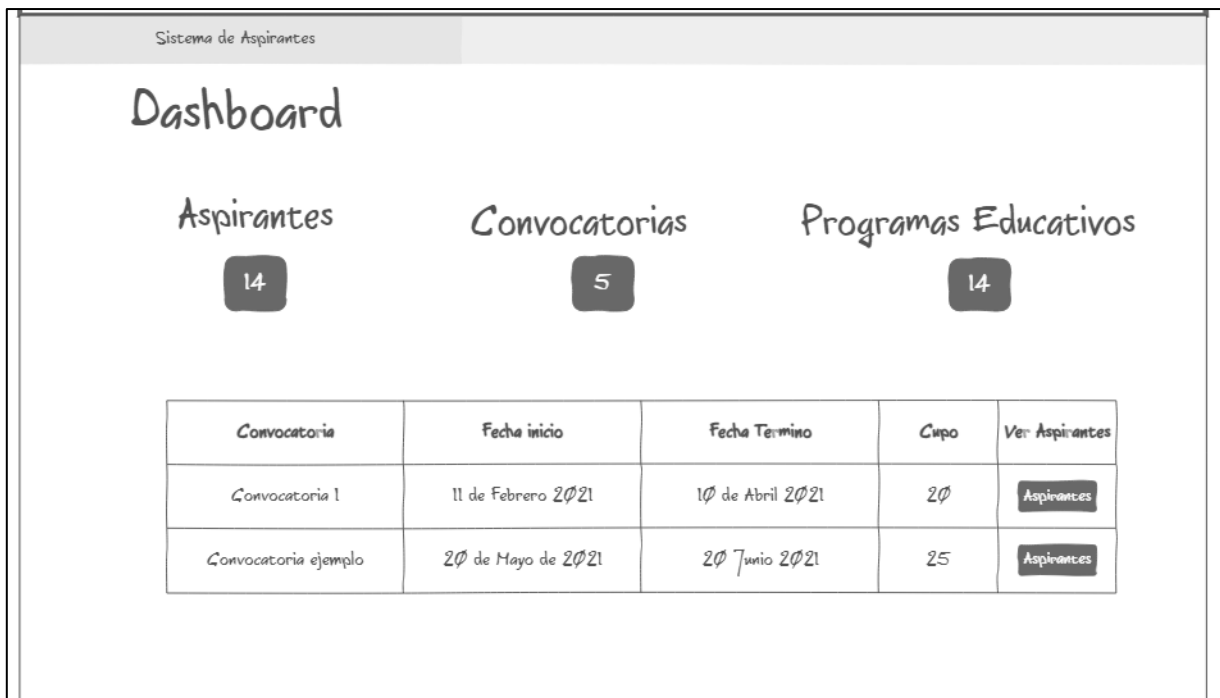 Sistema de Aspirantes
Dashboard
Aspirantes Convocatorias Programas Educativos
14 5 14
Convocatoria Fecha inicio Fecha Termino Cupo Ver Aspirantes
Convocatoria 1 11 de Febrero 2021 10 de Abril 2021 20 Aspirantes
Convocatoria ejemplo 20 de Mayo de 2021 20 Junio 2021 25 Aspirantes